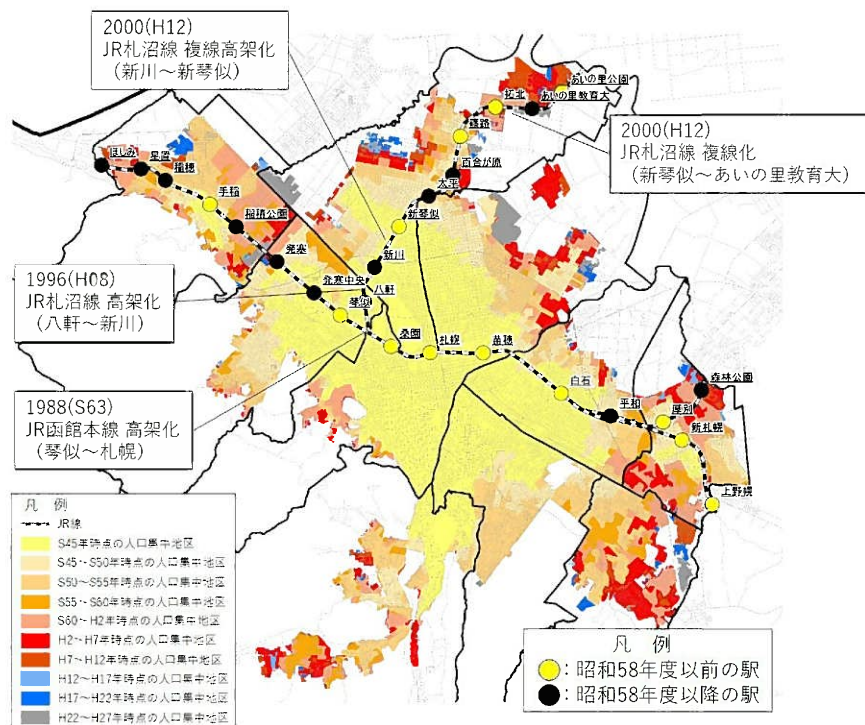 2000(H12)
JR札沼線 複線高架化
（新川～新琴似）
2000(H12)
JR札沼線 複線化
（新琴似～あいの里教育大）
1996(H08)
JR札沼線 高架化
（八軒～新川）
1988(S63)
JR函館本線 高架化
（琴似～札幌）
あいの里公園
あいの里教育大
拓北
篠路
百合が原
太平
新琴似
新川
八軒
ほしみ
星置
稲穂
手稲
稲積公園
発寒
発寒中央
琴似
桑園
札幌
苗穂
白石
平和
厚別
森林公園
新札幌
上野幌
凡 例
JR線
S45年時点の人口集中地区
S45～S50年時点の人口集中地区
S50～S55年時点の人口集中地区
S55～S60年時点の人口集中地区
S60～H2年時点の人口集中地区
H2～H7年時点の人口集中地区
H7～H12年時点の人口集中地区
H12～H17年時点の人口集中地区
H17～H22年時点の人口集中地区
H22～H27年時点の人口集中地区
凡 例
：昭和58年度以前の駅
：昭和58年度以降の駅